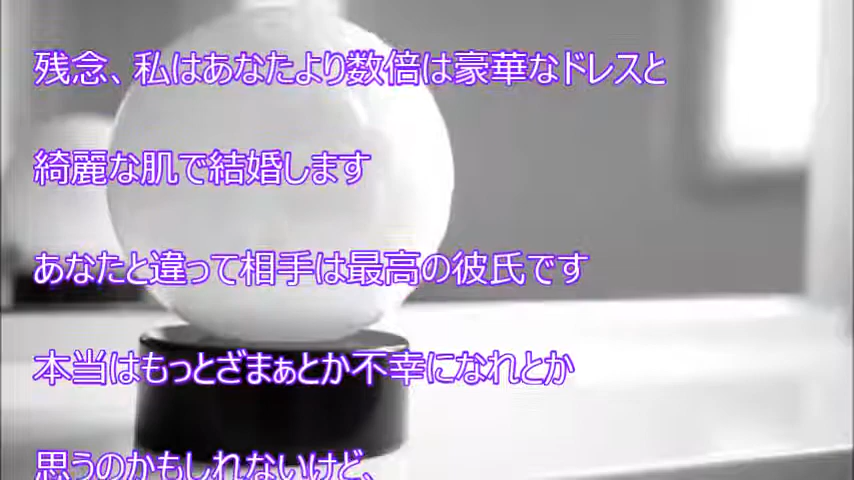 残念、私はあなたより数倍は豪華なドレスと
綺麗な肌で結婚します
あなたと違って相手は最高の彼氏です
本当はもっとざまぁとか不幸になれとか
思うのかもしれないけど、